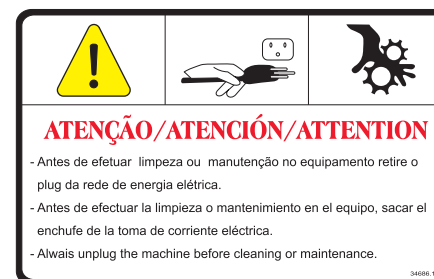 ATENÇÃO/ATENCIÓN/ATTENTION
- Antes de efetuar limpeza ou manutenção no equipamento retire o
plug da rede de energia elétrica.
- Antes de efectuar la limpieza o mantenimiento en el equipo, sacar el
enchufe de la toma de corriente eléctrica.
- Alwais unplug the machine before cleaning or maintenance.
34686.1